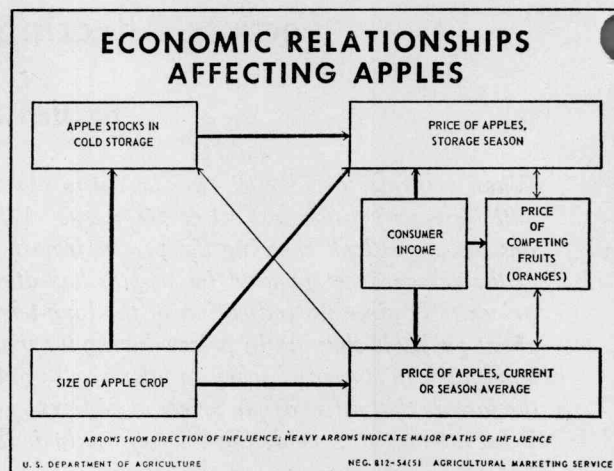 ECONOMIC RELATIONSHIPS
AFFECTING APPLES
APPLE STOCKS IN
COLD STORAGE
PRICE OF APPLES,
STORAGE SEASON
CONSUMER
INCOME
PRICE
OF
COMPETING
FRUITS
(ORANGES)
SIZE OF APPLE CROP
PRICE OF APPLES, CURRENT
OR SEASON AVERAGE
ARROWS SHOW DIRECTION OF INFLUENCE; HEAVY ARROWS INDICATE MAJOR PATHS OF INFLUENCE
U. S. DEPARTMENT OF AGRICULTURE
NEG. 812-54(5) AGRICULTURAL MARKETING SERVICE